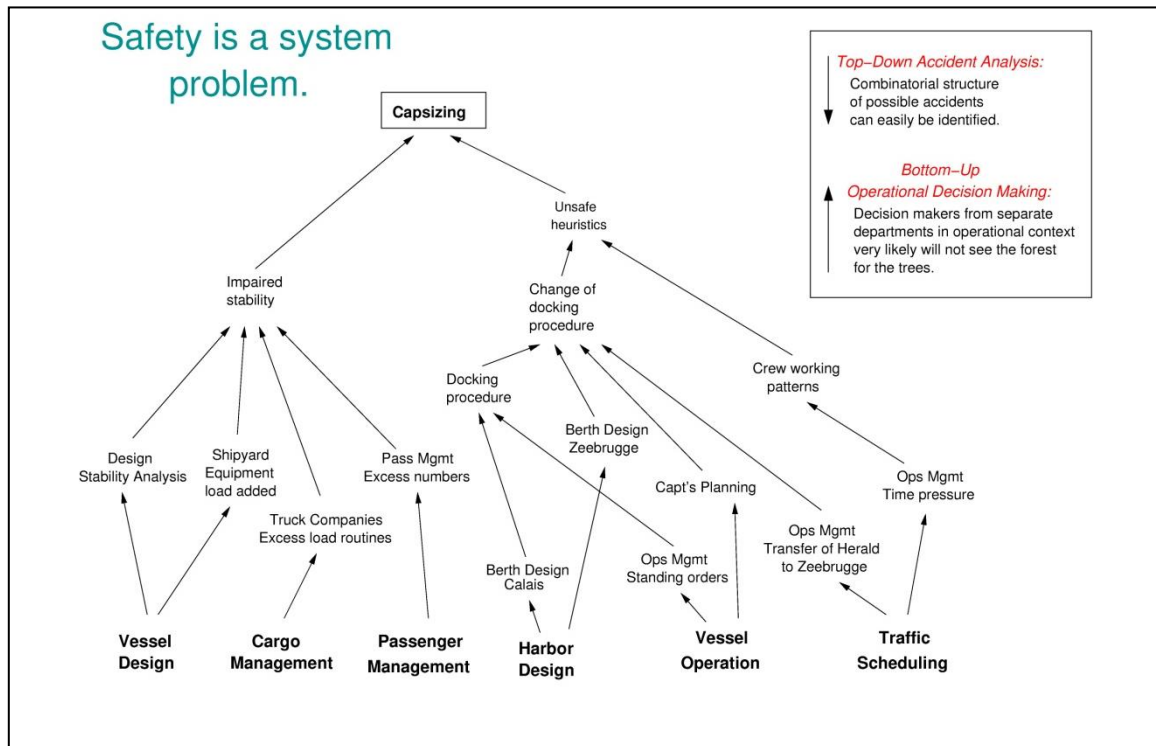 Safety is a system
problem.
Top–Down Accident Analysis:
Combinatorial structure
of possible accidents
can easily be identified.
Bottom–Up
Operational Decision Making:
Decision makers from separate
departments in operational context
very likely will not see the forest
for the trees.
Capsizing
Unsafe
heuristics
Impaired
stability
Change of
docking
procedure
Crew working
patterns
Docking
procedure
Berth Design
Zeebrugge
Design
Stability Analysis
Shipyard
Equipment
load added
Pass Mgmt
Excess numbers
Capt's Planning
Ops Mgmt
Time pressure
Truck Companies
Excess load routines
Ops Mgmt
Transfer of Herald
to Zeebrugge
Berth Design
Calais
Ops Mgmt
Standing orders
Vessel
Design
Cargo
Management
Passenger
Management
Harbor
Design
Vessel
Operation
Traffic
Scheduling